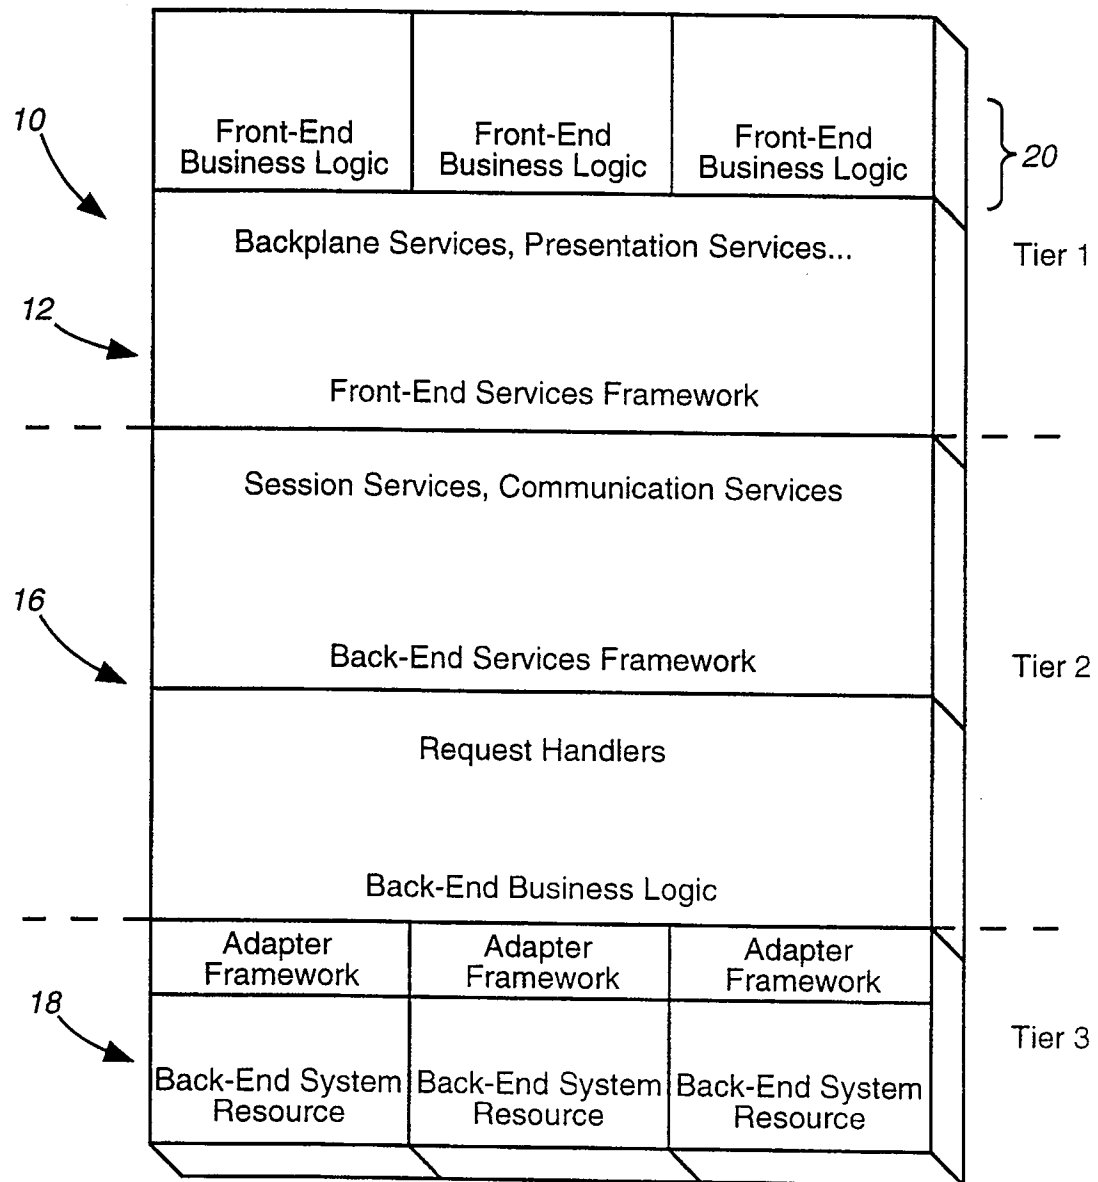 10
Front-End
Business Logic
Front-End
Business Logic
Front-End
Business Logic
20
Backplane Services, Presentation Services...
Tier 1
12
Front-End Services Framework
Session Services, Communication Services
16
Back-End Services Framework
Tier 2
Request Handlers
Back-End Business Logic
Adapter
Framework
Adapter
Framework
Adapter
Framework
18
Tier 3
Back-End System
Resource
Back-End System
Resource
Back-End System
Resource